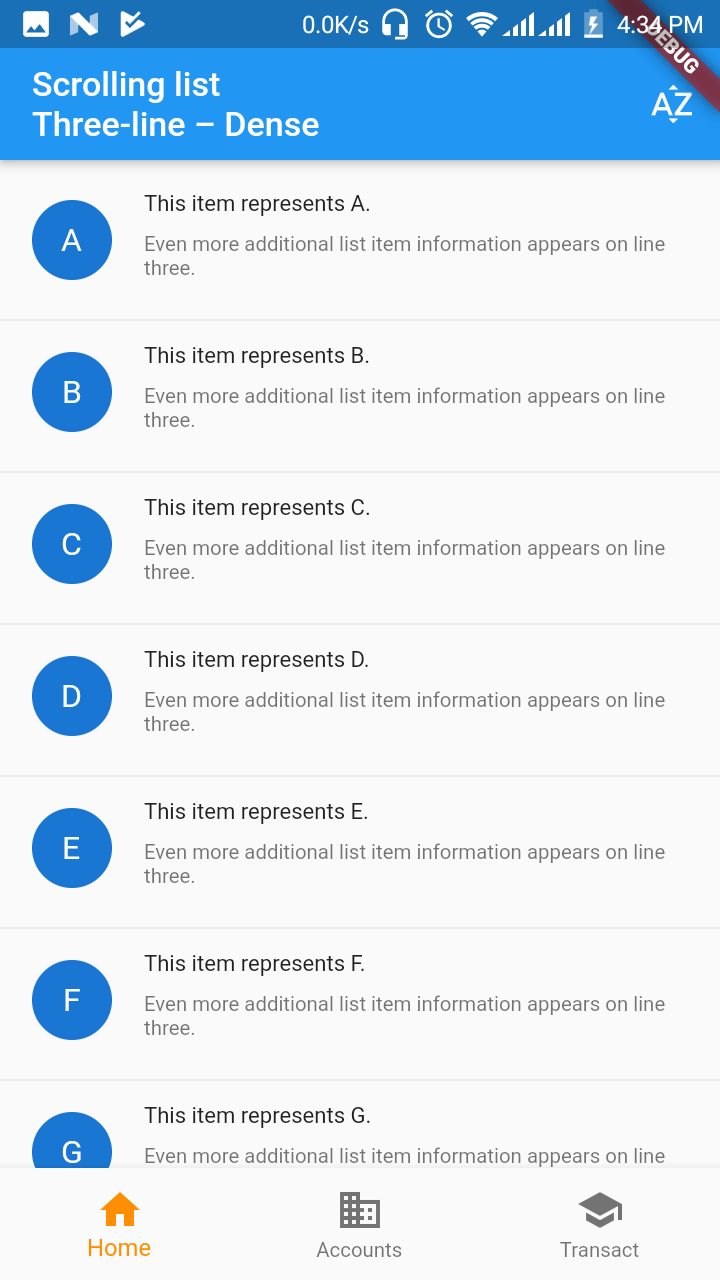 0.0K/s 4:34 PM
DEBUG
Scrolling list
Three-line – Dense
AZ
A
This item represents A.
Even more additional list item information appears on line
three.
B
This item represents B.
Even more additional list item information appears on line
three.
C
This item represents C.
Even more additional list item information appears on line
three.
D
This item represents D.
Even more additional list item information appears on line
three.
E
This item represents E.
Even more additional list item information appears on line
three.
F
This item represents F.
Even more additional list item information appears on line
three.
G
This item represents G.
Even more additional list item information appears on line
Home
Accounts
Transact